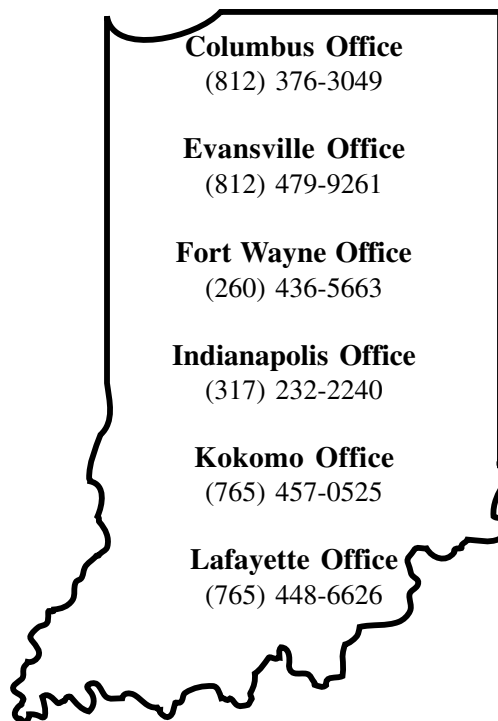 Columbus Office
(812) 376-3049
Evansville Office
(812) 479-9261
Fort Wayne Office
(260) 436-5663
Indianapolis Office
(317) 232-2240
Kokomo Office
(765) 457-0525
Lafayette Office
(765) 448-6626